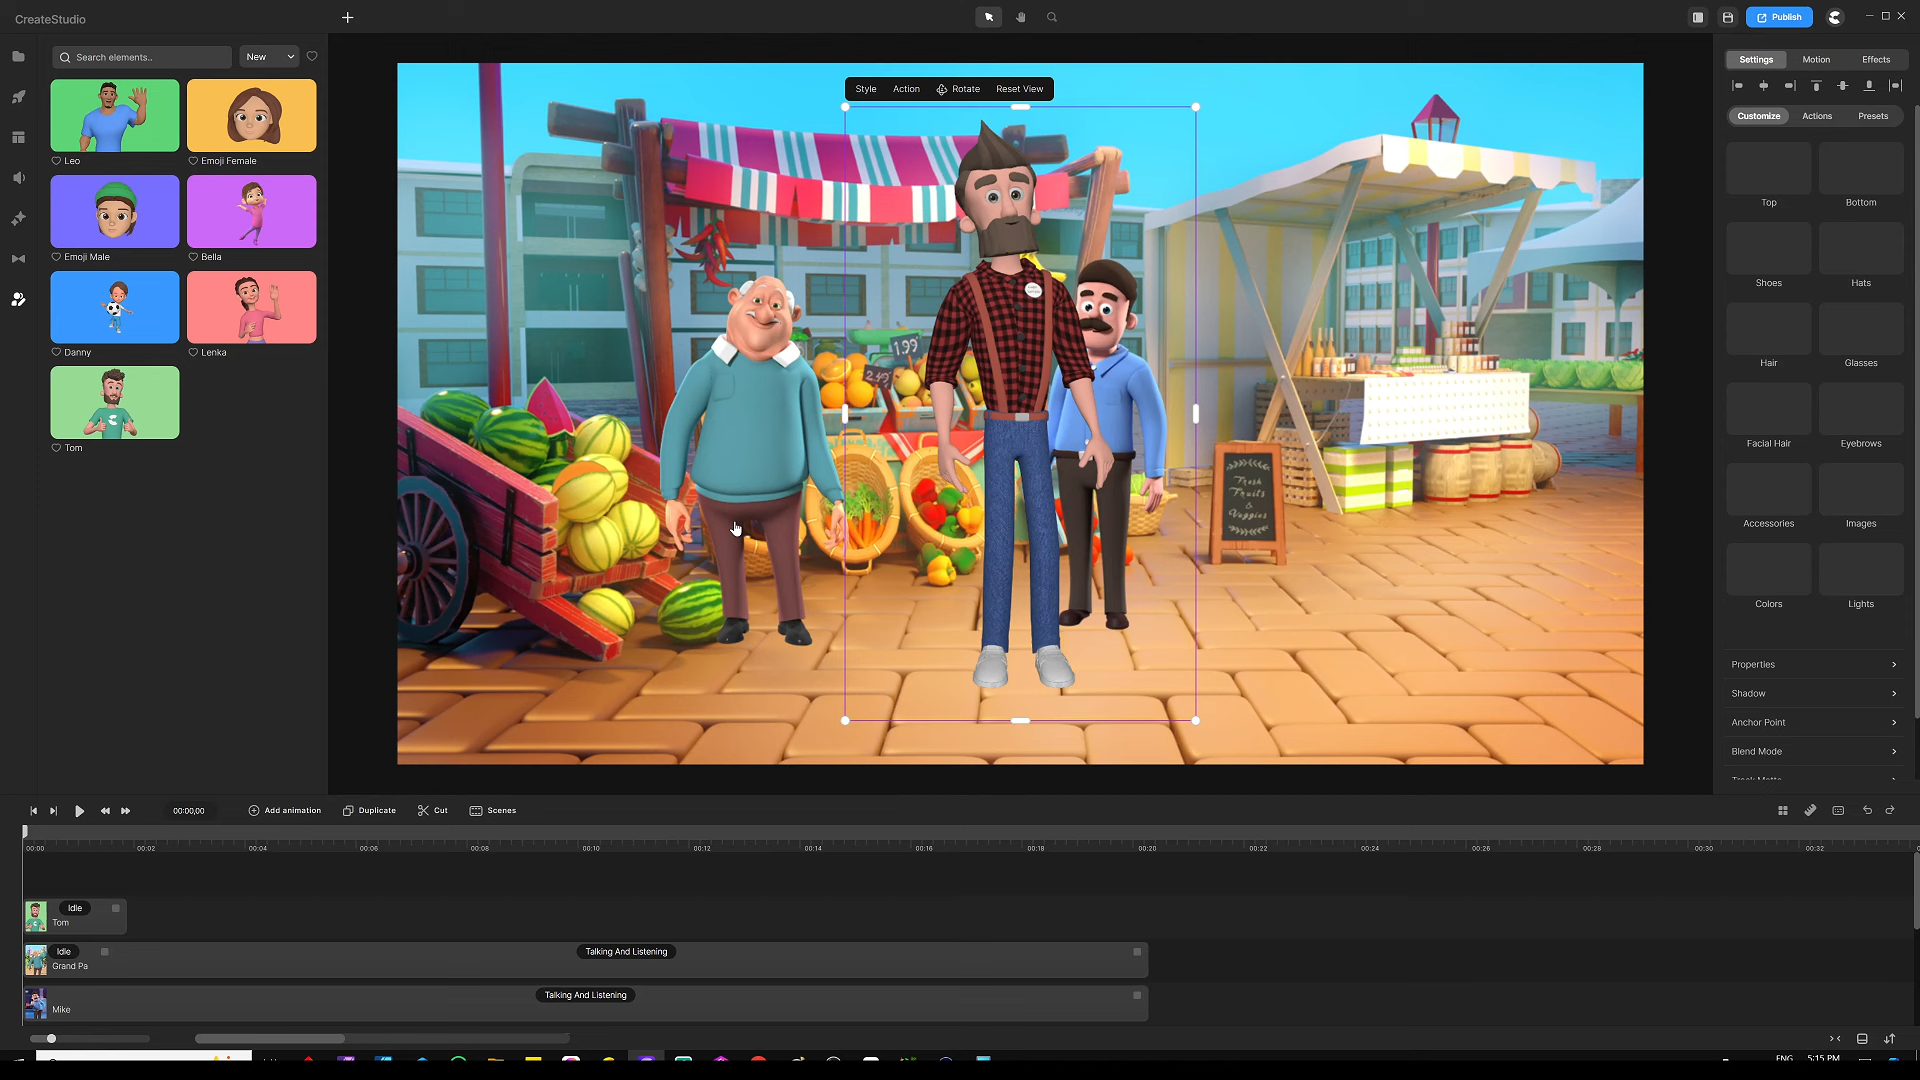 CreateStudio
Publish
Search elements..
New
Leo
Emoji Female
Emoji Male
Bella
Danny
Lenka
Tom
Style
Action
Rotate
Reset View
1.99
2.49
Fresh
Fruits
&
Veggies
Settings
Motion
Effects
Customize
Actions
Presets
Top
Bottom
Shoes
Hats
Hair
Glasses
Facial Hair
Eyebrows
Accessories
Images
Colors
Lights
Properties
Shadow
Anchor Point
Blend Mode
00:00,00
Add animation
Duplicate
Cut
Scenes
00:00 00:02 00:04 00:06 00:08 00:10 00:12 00:14 00:16 00:18 00:20 00:22 00:24 00:26 00:28 00:30 00:32
Idle
Tom
Idle
Talking And Listening
Grand Pa
Talking And Listening
Mike
ENG
5:15 PM